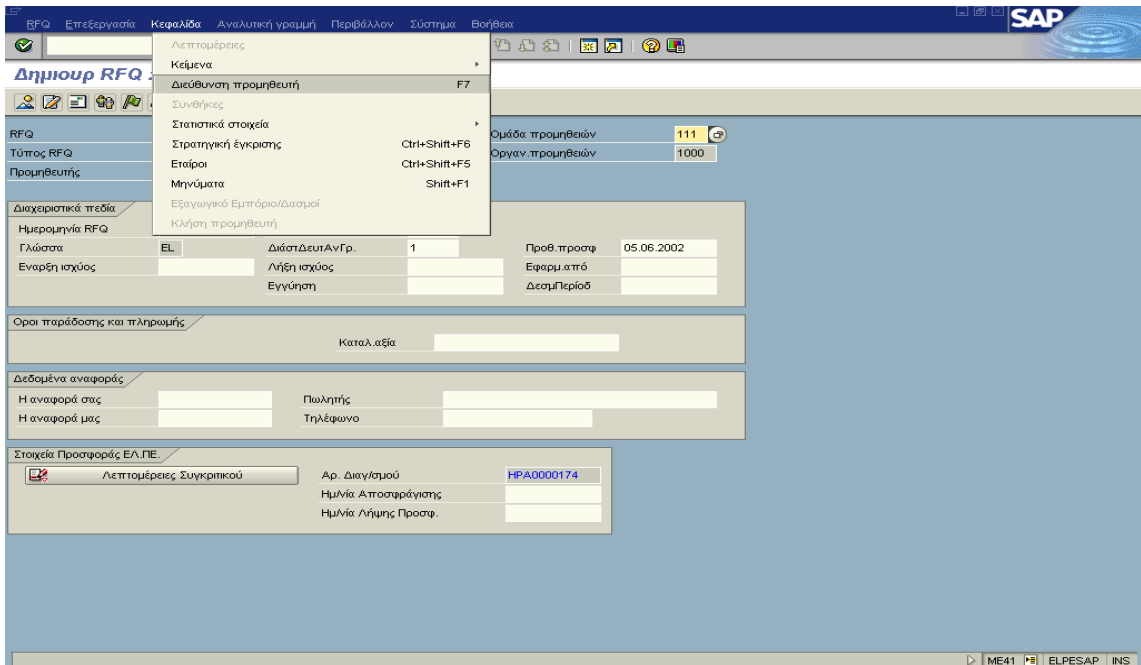 RFQ Επεξεργασία Κεφαλίδα Αναλυτική γραμμή Περιβάλλον Σύστημα Βοήθεια
SAP
Λεπτομέρειες
Κείμενα
Διεύθυνση προμηθευτή F7
Συνθήκες
Στατιστικά στοιχεία
Στρατηγική έγκρισης Ctrl+Shift+F6
Εταίροι Ctrl+Shift+F5
Μηνύματα Shift+F1
Εξαγωγικό Εμπόριο/Δασμοί
Κλήση προμηθευτή
Δημιουρ RFQ :
RFQ Ομάδα προμηθειών 111
Τύπος RFQ Οργαν.προμηθειών 1000
Προμηθευτής
Διαχειριστικά πεδία
Ημερομηνία RFQ
Γλώσσα EL ΔιάστΔευτΑνΓρ. 1 Προθ.προσφ 05.06.2002
Εναρξη ισχύος Λήξη ισχύος Εφαρμ.από
Εγγύηση ΔεσμΠερίοδ
Οροι παράδοσης και πληρωμής
Καταλ.αξία
Δεδομένα αναφοράς
Η αναφορά σας Πωλητής
Η αναφορά μας Τηλέφωνο
Στοιχεία Προσφοράς ΕΛ.ΠΕ.
Λεπτομέρειες Συγκριτικού Αρ. Διαγ/σμού HPA0000174
Ημ/νία Αποσφράγισης
Ημ/νία Λήψης Προσφ.
ME41 ELPESAP INS